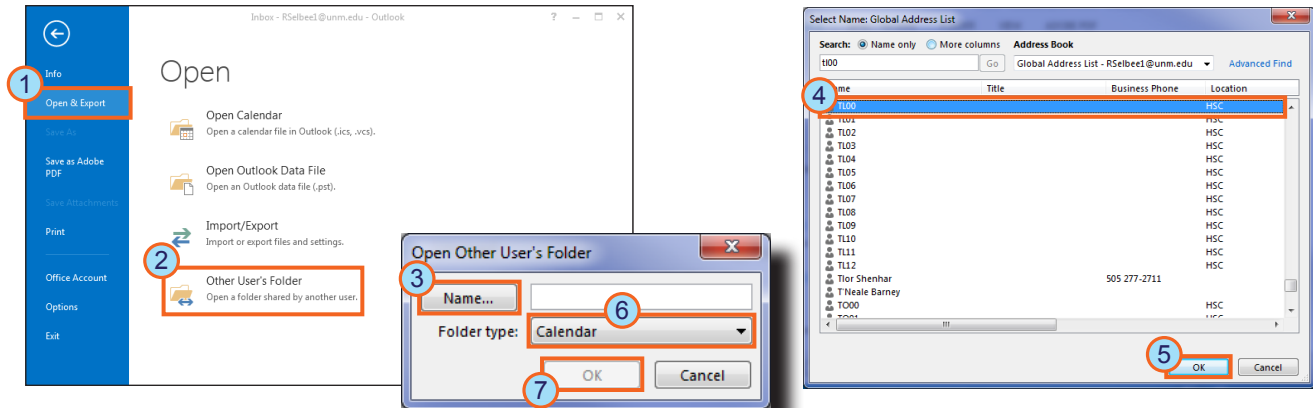 Inbox - RSelbee1@unm.edu - Outlook
?
Info
1
Open & Export
Save As
Save as Adobe
PDF
Save Attachments
Print
Office Account
Options
Exit
Open
Open Calendar
Open a calendar file in Outlook (.ics, .vcs).
Open Outlook Data File
Open an Outlook data file (.pst).
Import/Export
Import or export files and settings.
2
Other User's Folder
Open a folder shared by another user.
Open Other User's Folder
3
Name...
6
Folder type: Calendar
7
OK Cancel
Select Name: Global Address List
Search: Name only More columns Address Book
tl00 Go Global Address List - RSelbee1@unm.edu Advanced Find
4
Title Business Phone Location
TL00 HSC
TL01 HSC
TL02 HSC
TL03 HSC
TL04 HSC
TL05 HSC
TL06 HSC
TL07 HSC
TL08 HSC
TL09 HSC
TL10 HSC
TL11 HSC
TL12 HSC
Tlor Shenhar 505 277-2711
T'Neale Barney
TO00 HSC
TO01 HSC
5
OK Cancel